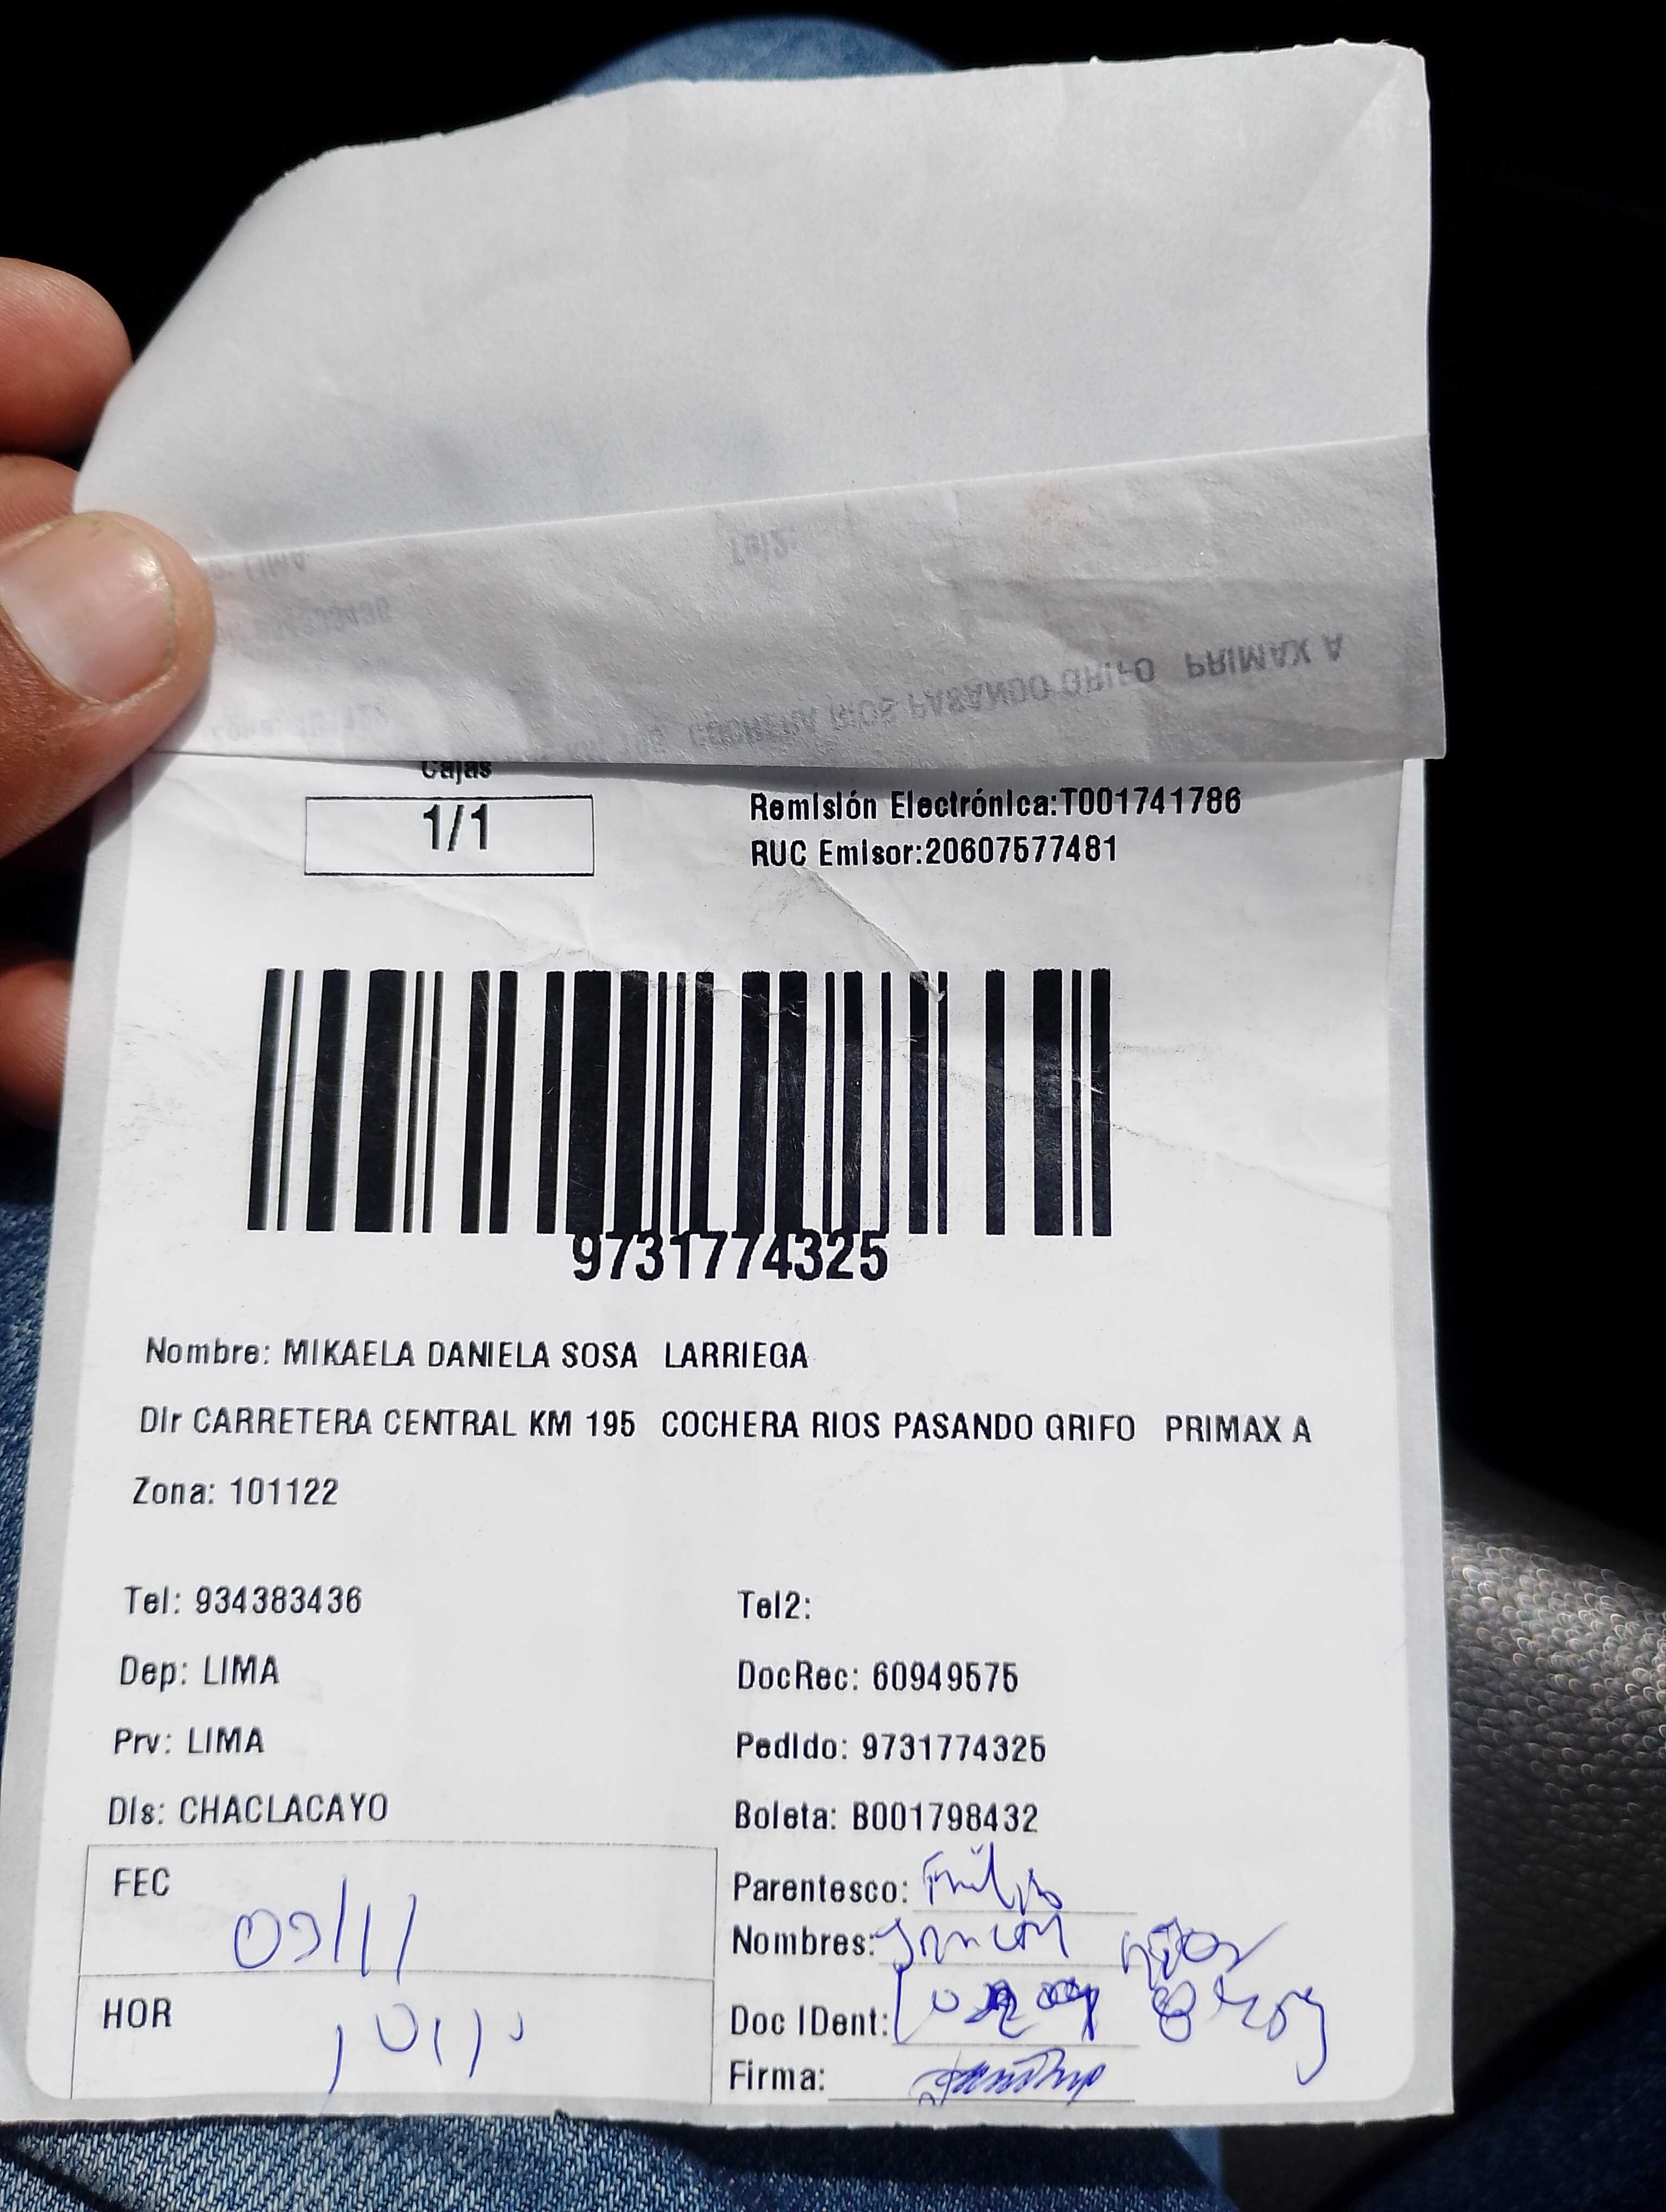 Cajas
1/1
Remisión Electrónica:T001741786
RUC Emisor:20607577481
9731774325
Nombre: MIKAELA DANIELA SOSA LARRIEGA
Dir CARRETERA CENTRAL KM 195 COCHERA RIOS PASANDO GRIFO PRIMAX A
Zona: 101122
Tel: 934383436
Tel2:
Dep: LIMA
DocRec: 60949575
Prv: LIMA
Pedido: 9731774325
Dis: CHACLACAYO
Boleta: B001798432
FEC
09/11
HOR
Parentesco:
Nombres:
Doc IDent:
Firma: